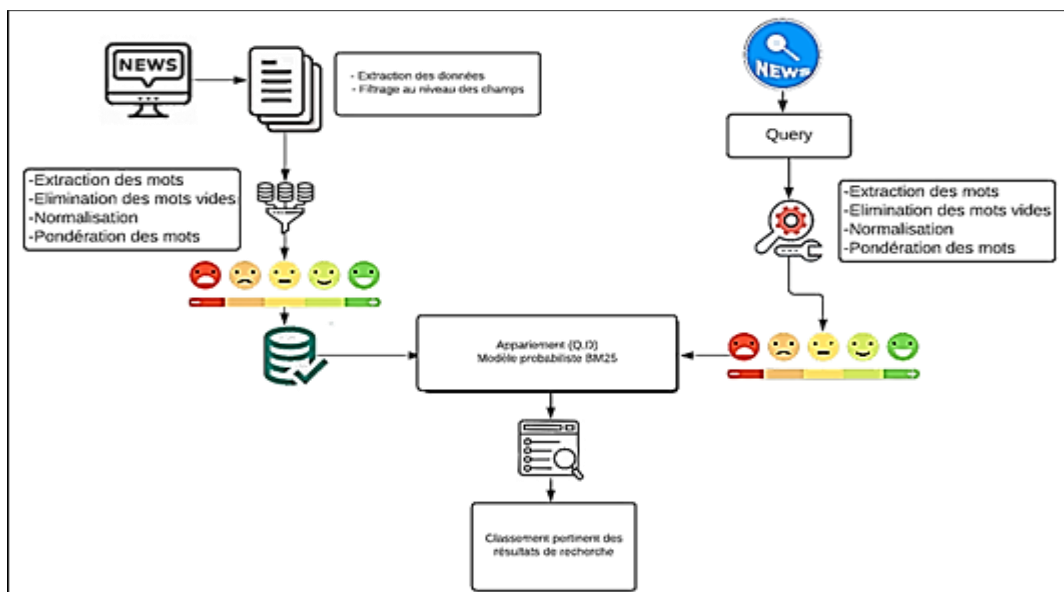 NEWS
- Extraction des données
- Filtrage au niveau des champs
NEWS
Query
-Extraction des mots
-Elimination des mots vides
-Normalisation
-Pondération des mots
-Extraction des mots
-Elimination des mots vides
-Normalisation
-Pondération des mots
Appariement (Q.D)
Modèle probabiliste BM25
Classement pertinent des
résultats de recherche